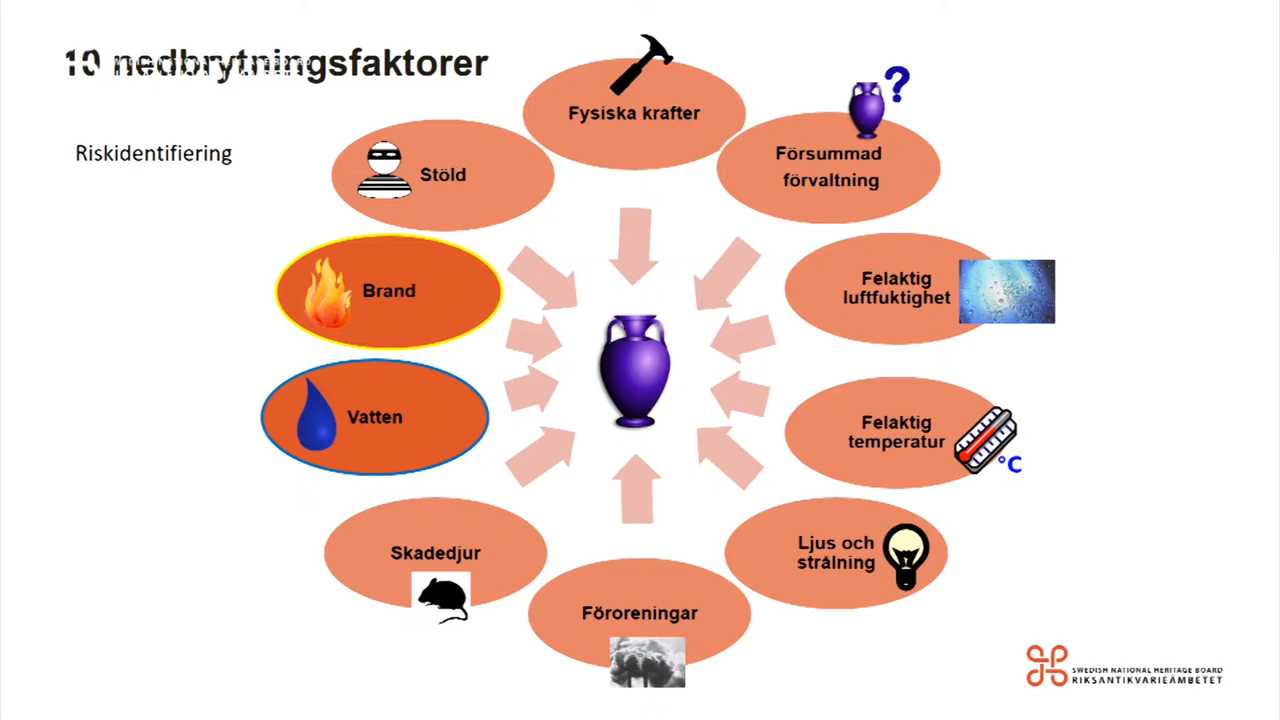 10 nedbrytningsfaktorer
Riskidentifiering
Fysiska krafter
?
Försummad
förvaltning
Stöld
Brand
Felaktig
luftfuktighet
Vatten
Felaktig
temperatur
°C
Skadedjur
Ljus och
strålning
Föroreningar
SWEDISH NATIONAL HERITAGE BOARD
RIKSANTIKVARIEÄMBETET